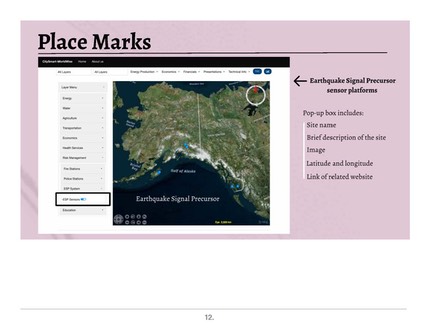 Place Marks
CitySmart-WorldWide Home About us
All Layers All Layers Energy Production Economics Financials Presentations Technical Info
Layer Menu
Energy
Water
Agriculture
Transportation
Economics
Health Services
Risk Management
Fire Stations
Police Stations
ESP System
ESP Sensors
Education
Gulf of Alaska
Earthquake Signal Precursor
Earthquake Signal Precursor
sensor platforms
Pop-up box includes:
Site name
Brief description of the site
Image
Latitude and longitude
Link of related website
12.